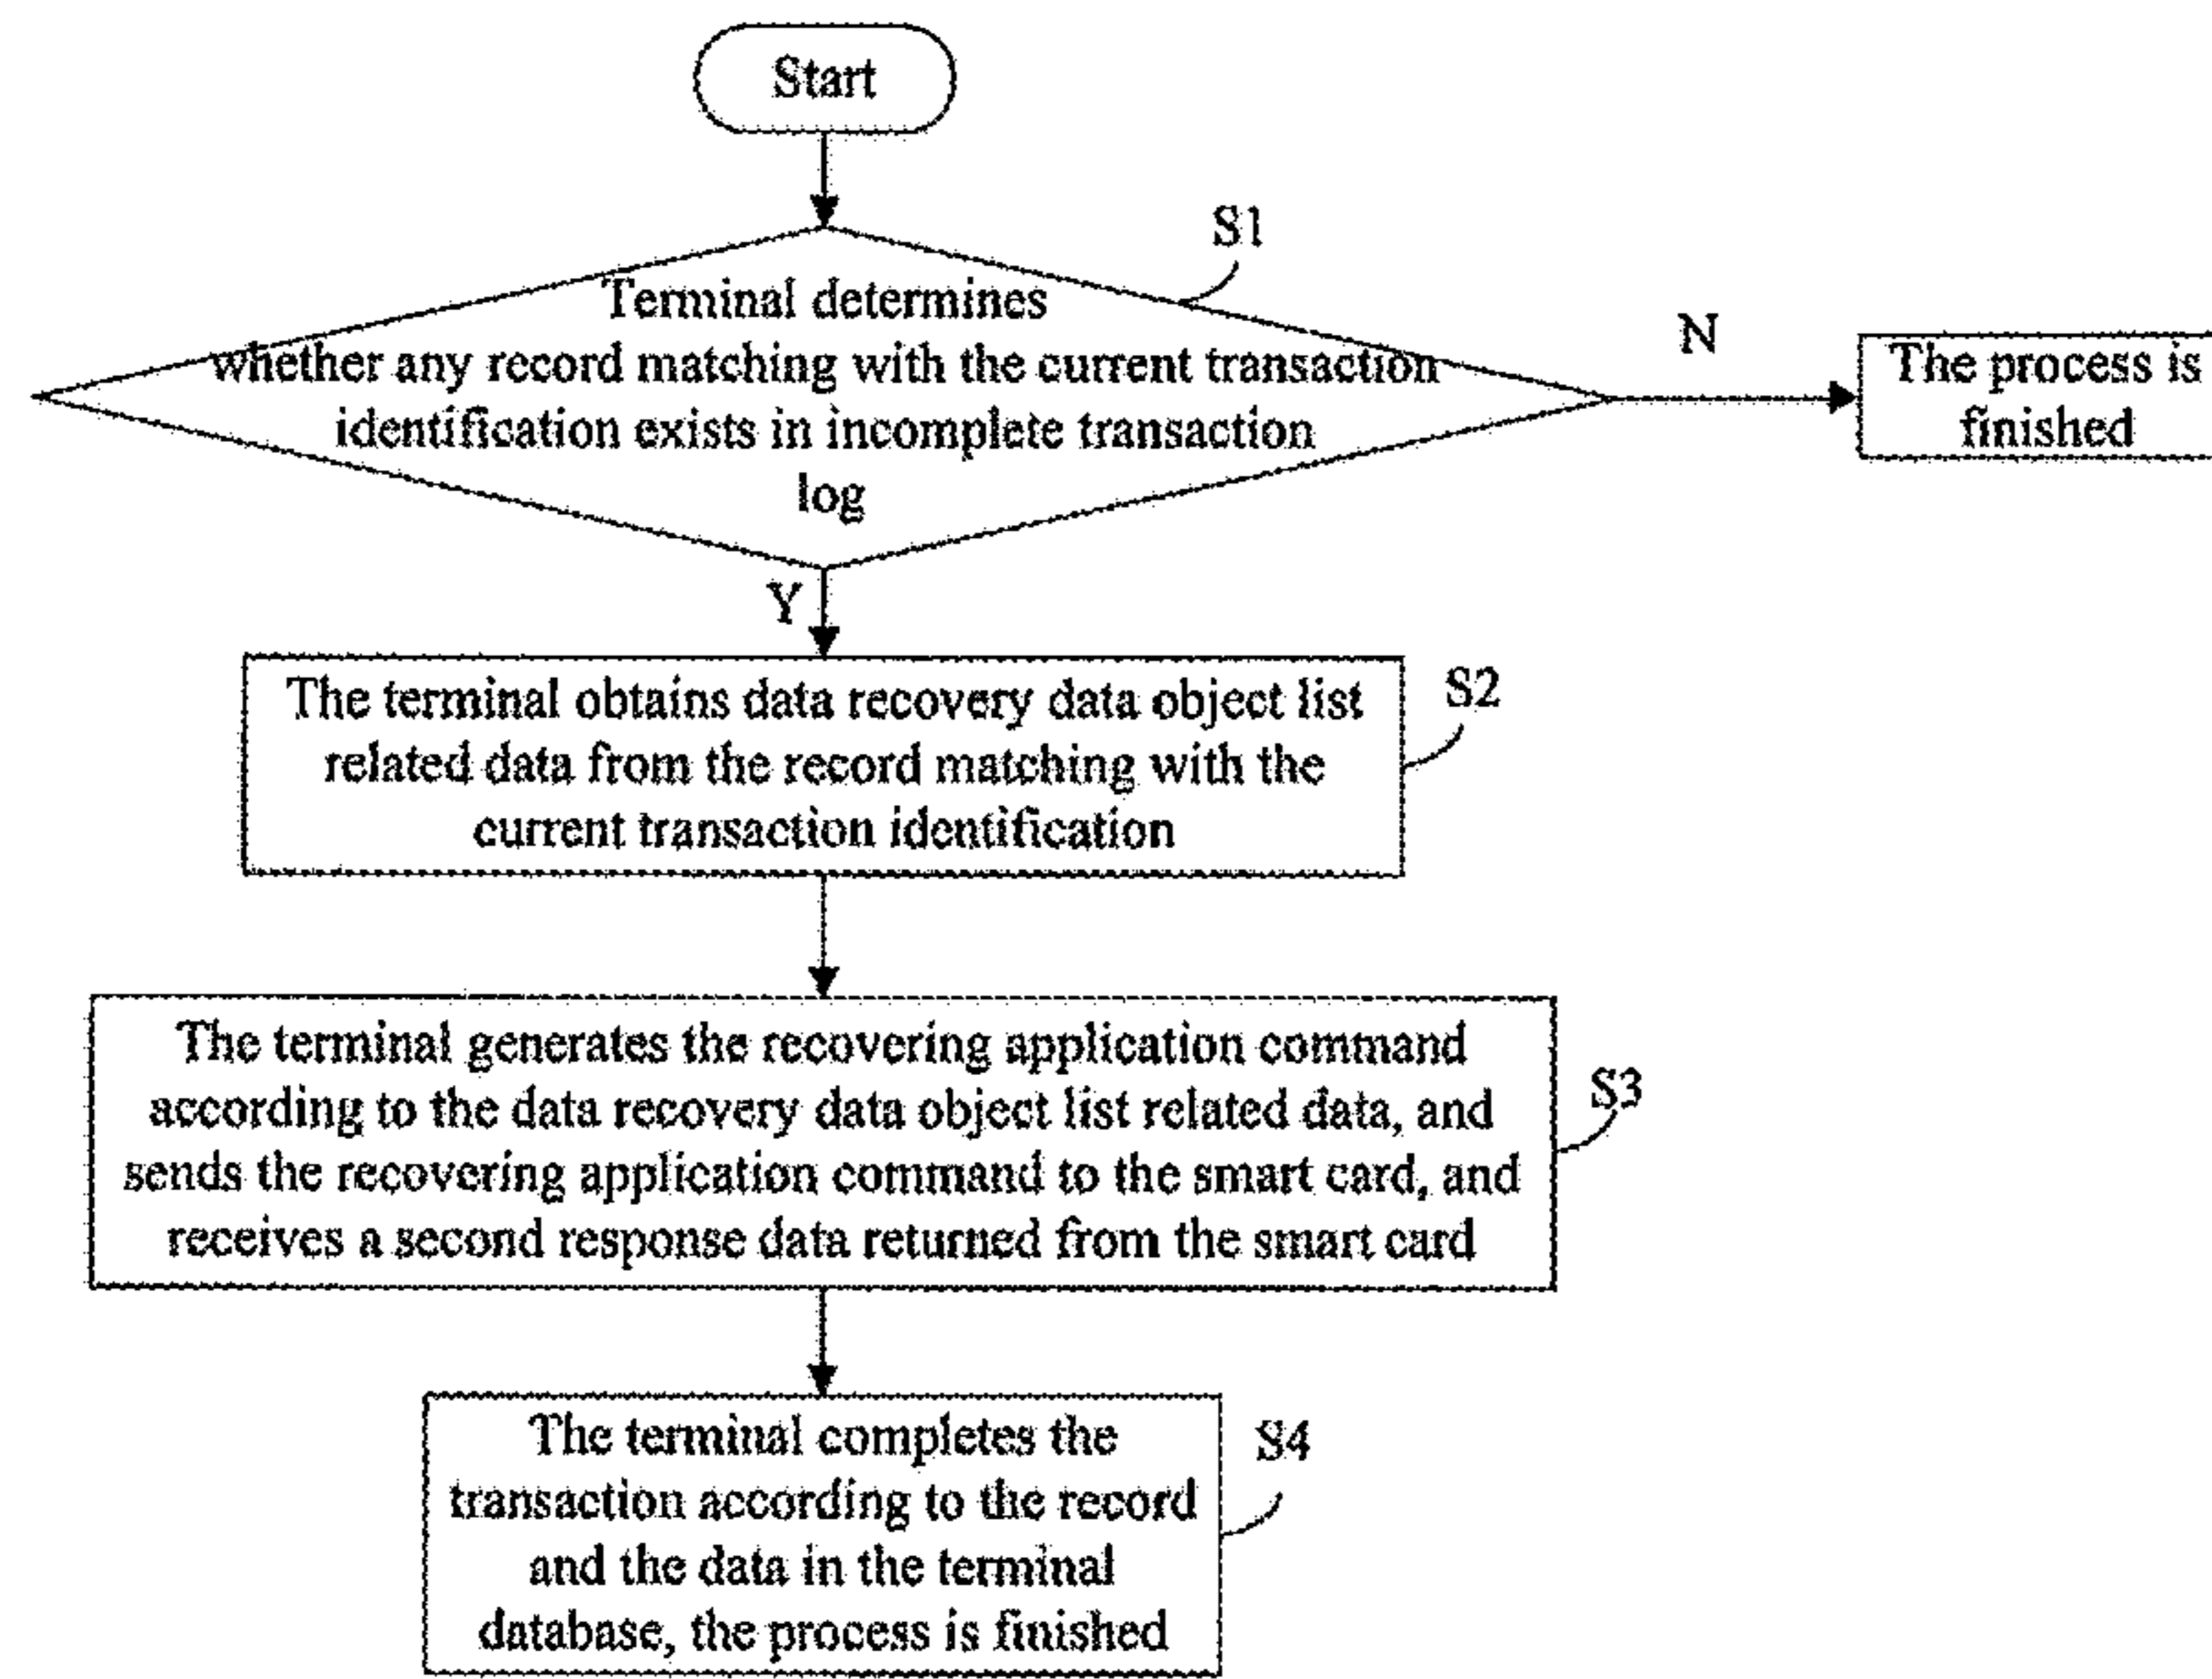 Start
S1
Terminal determines
whether any record matching with the current transaction
identification exists in incomplete transaction
log
N
The process is
finished
Y
The terminal obtains data recovery data object list
related data from the record matching with the
current transaction identification
S2
The terminal generates the recovering application command
according to the data recovery data object list related data, and
sends the recovering application command to the smart card, and
receives a second response data returned from the smart card
S3
The terminal completes the
transaction according to the record
and the data in the terminal
database, the process is finished
S4